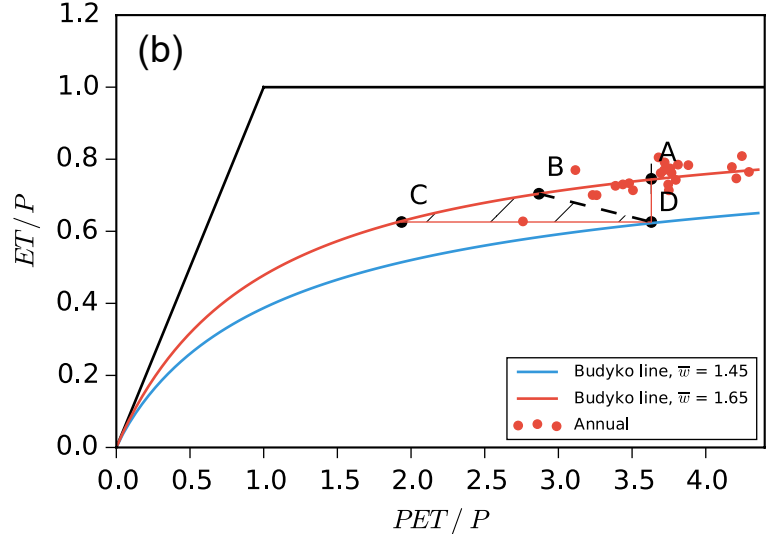 (b)
1.2
1.0
0.8
0.6
0.4
0.2
0.0
ET / P
A
B
C
D
Budyko line, w̅ = 1.45
Budyko line, w̅ = 1.65
Annual
0.0 0.5 1.0 1.5 2.0 2.5 3.0 3.5 4.0
PET / P